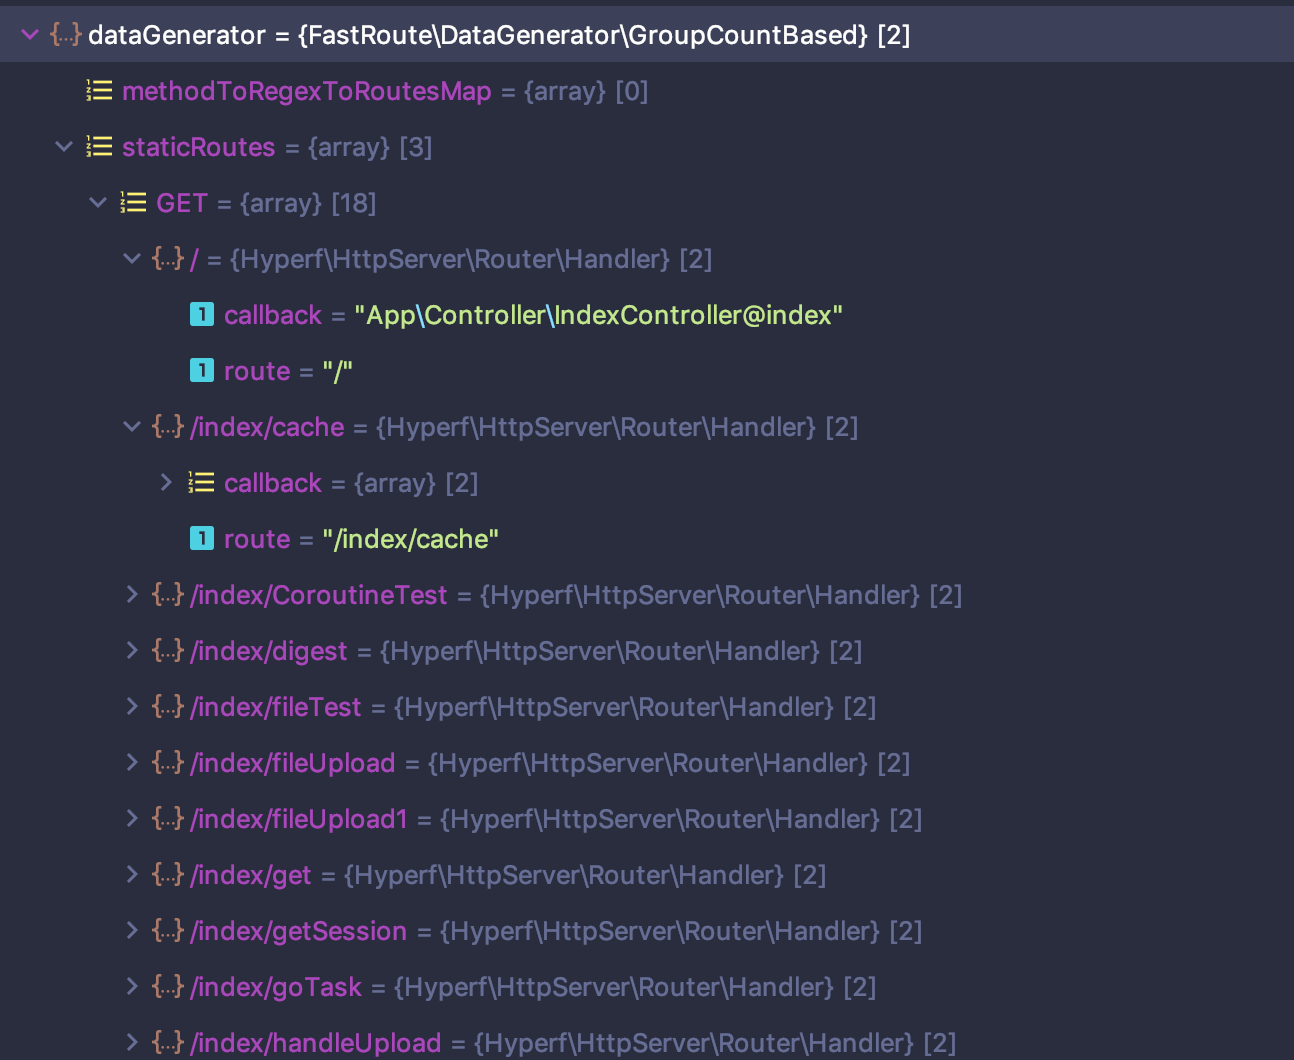 {...} dataGenerator = {FastRoute\DataGenerator\GroupCountBased} [2]
methodToRegexToRoutesMap = {array} [0]
staticRoutes = {array} [3]
GET = {array} [18]
{...} / = {Hyperf\HttpServer\Router\Handler} [2]
1 callback = "App\Controller\IndexController@index"
1 route = "/"
{...} /index/cache = {Hyperf\HttpServer\Router\Handler} [2]
callback = {array} [2]
1 route = "/index/cache"
{...} /index/CoroutineTest = {Hyperf\HttpServer\Router\Handler} [2]
{...} /index/digest = {Hyperf\HttpServer\Router\Handler} [2]
{...} /index/fileTest = {Hyperf\HttpServer\Router\Handler} [2]
{...} /index/fileUpload = {Hyperf\HttpServer\Router\Handler} [2]
{...} /index/fileUpload1 = {Hyperf\HttpServer\Router\Handler} [2]
{...} /index/get = {Hyperf\HttpServer\Router\Handler} [2]
{...} /index/getSession = {Hyperf\HttpServer\Router\Handler} [2]
{...} /index/goTask = {Hyperf\HttpServer\Router\Handler} [2]
{...} /index/handleUpload = {Hyperf\HttpServer\Router\Handler} [2]